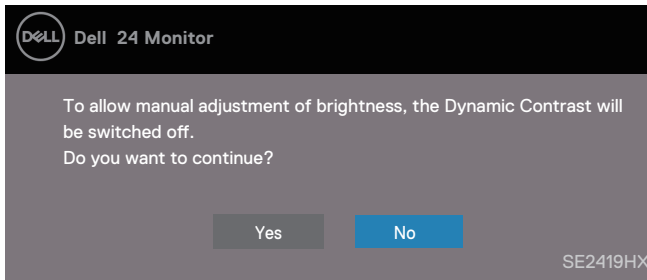 DELL Dell 24 Monitor
To allow manual adjustment of brightness, the Dynamic Contrast will
be switched off.
Do you want to continue?
Yes No
SE2419HX